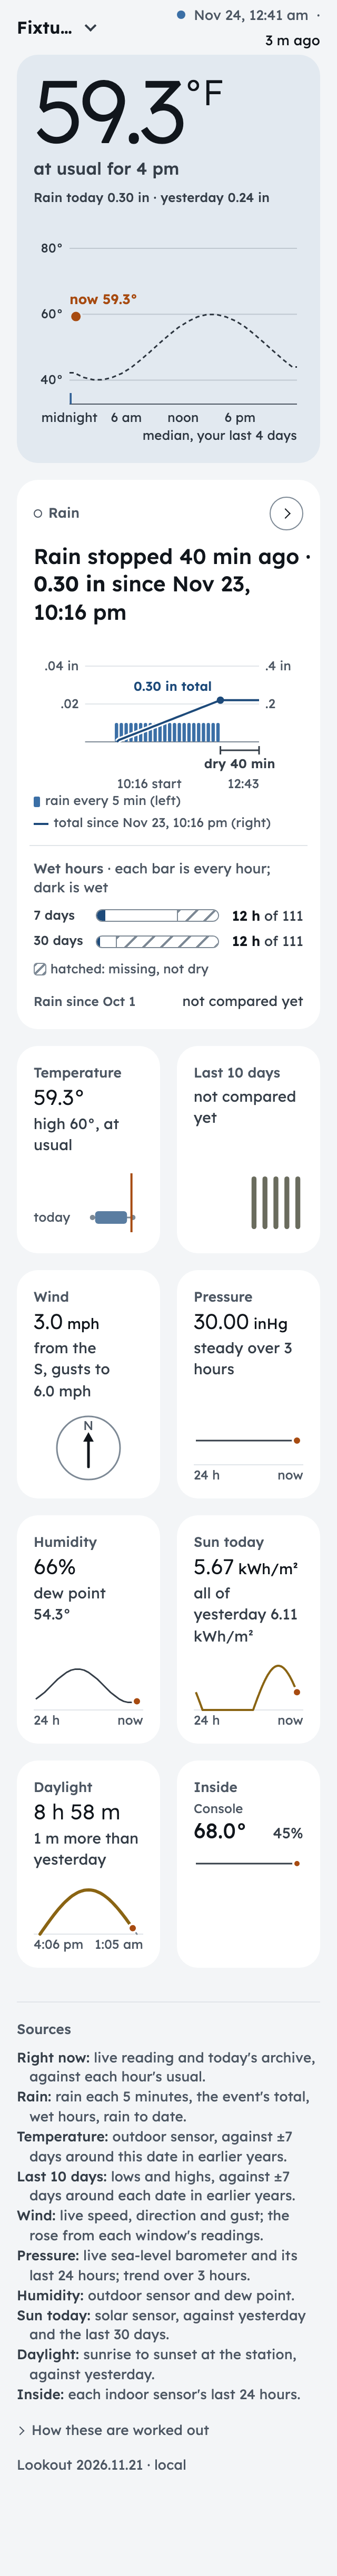 Fixtu...
Nov 24, 12:41 am ·
3 m ago
59.3°F
at usual for 4 pm
Rain today 0.30 in · yesterday 0.24 in
80°
now 59.3°
60°
40°
midnight 6 am noon 6 pm
median, your last 4 days
Rain
Rain stopped 40 min ago ·
0.30 in since Nov 23,
10:16 pm
.04 in .4 in
0.30 in total
.02 .2
dry 40 min
10:16 start 12:43
rain every 5 min (left)
total since Nov 23, 10:16 pm (right)
Wet hours · each bar is every hour;
dark is wet
7 days 12 h of 111
30 days 12 h of 111
hatched: missing, not dry
Rain since Oct 1 not compared yet
Temperature
59.3°
high 60°, at
usual
today
Last 10 days
not compared
yet
Wind
3.0 mph
from the
S, gusts to
6.0 mph
N
Pressure
30.00 inHg
steady over 3
hours
24 h now
Humidity
66%
dew point
54.3°
24 h now
Sun today
5.67 kWh/m²
all of
yesterday 6.11
kWh/m²
24 h now
Daylight
8 h 58 m
1 m more than
yesterday
4:06 pm 1:05 am
Inside
Console
68.0° 45%
Sources
Right now: live reading and today's archive,
against each hour's usual.
Rain: rain each 5 minutes, the event's total,
wet hours, rain to date.
Temperature: outdoor sensor, against ±7
days around this date in earlier years.
Last 10 days: lows and highs, against ±7
days around each date in earlier years.
Wind: live speed, direction and gust; the
rose from each window's readings.
Pressure: live sea-level barometer and its
last 24 hours; trend over 3 hours.
Humidity: outdoor sensor and dew point.
Sun today: solar sensor, against yesterday
and the last 30 days.
Daylight: sunrise to sunset at the station,
against yesterday.
Inside: each indoor sensor's last 24 hours.
How these are worked out
Lookout 2026.11.21 · local